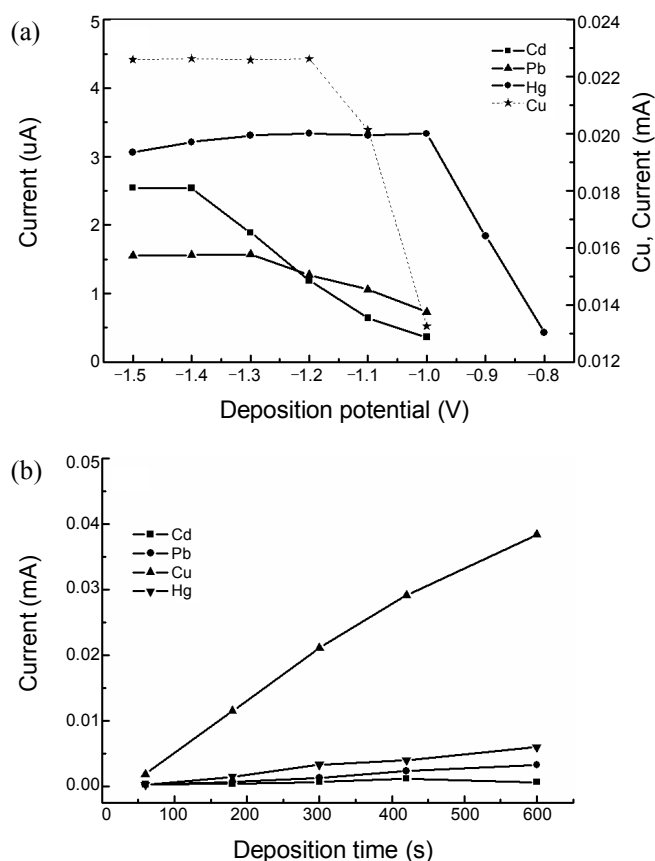 (a)
5
4
3
2
1
0
Current (uA)
Cd
Pb
Hg
Cu
0.024
0.022
0.020
0.018
0.016
0.014
0.012
Cu, Current (mA)
−1.5 −1.4 −1.3 −1.2 −1.1 −1.0 −0.9 −0.8
Deposition potential (V)
(b)
0.05
0.04
0.03
0.02
0.01
0.00
Current (mA)
Cd
Pb
Cu
Hg
0 100 200 300 400 500 600
Deposition time (s)